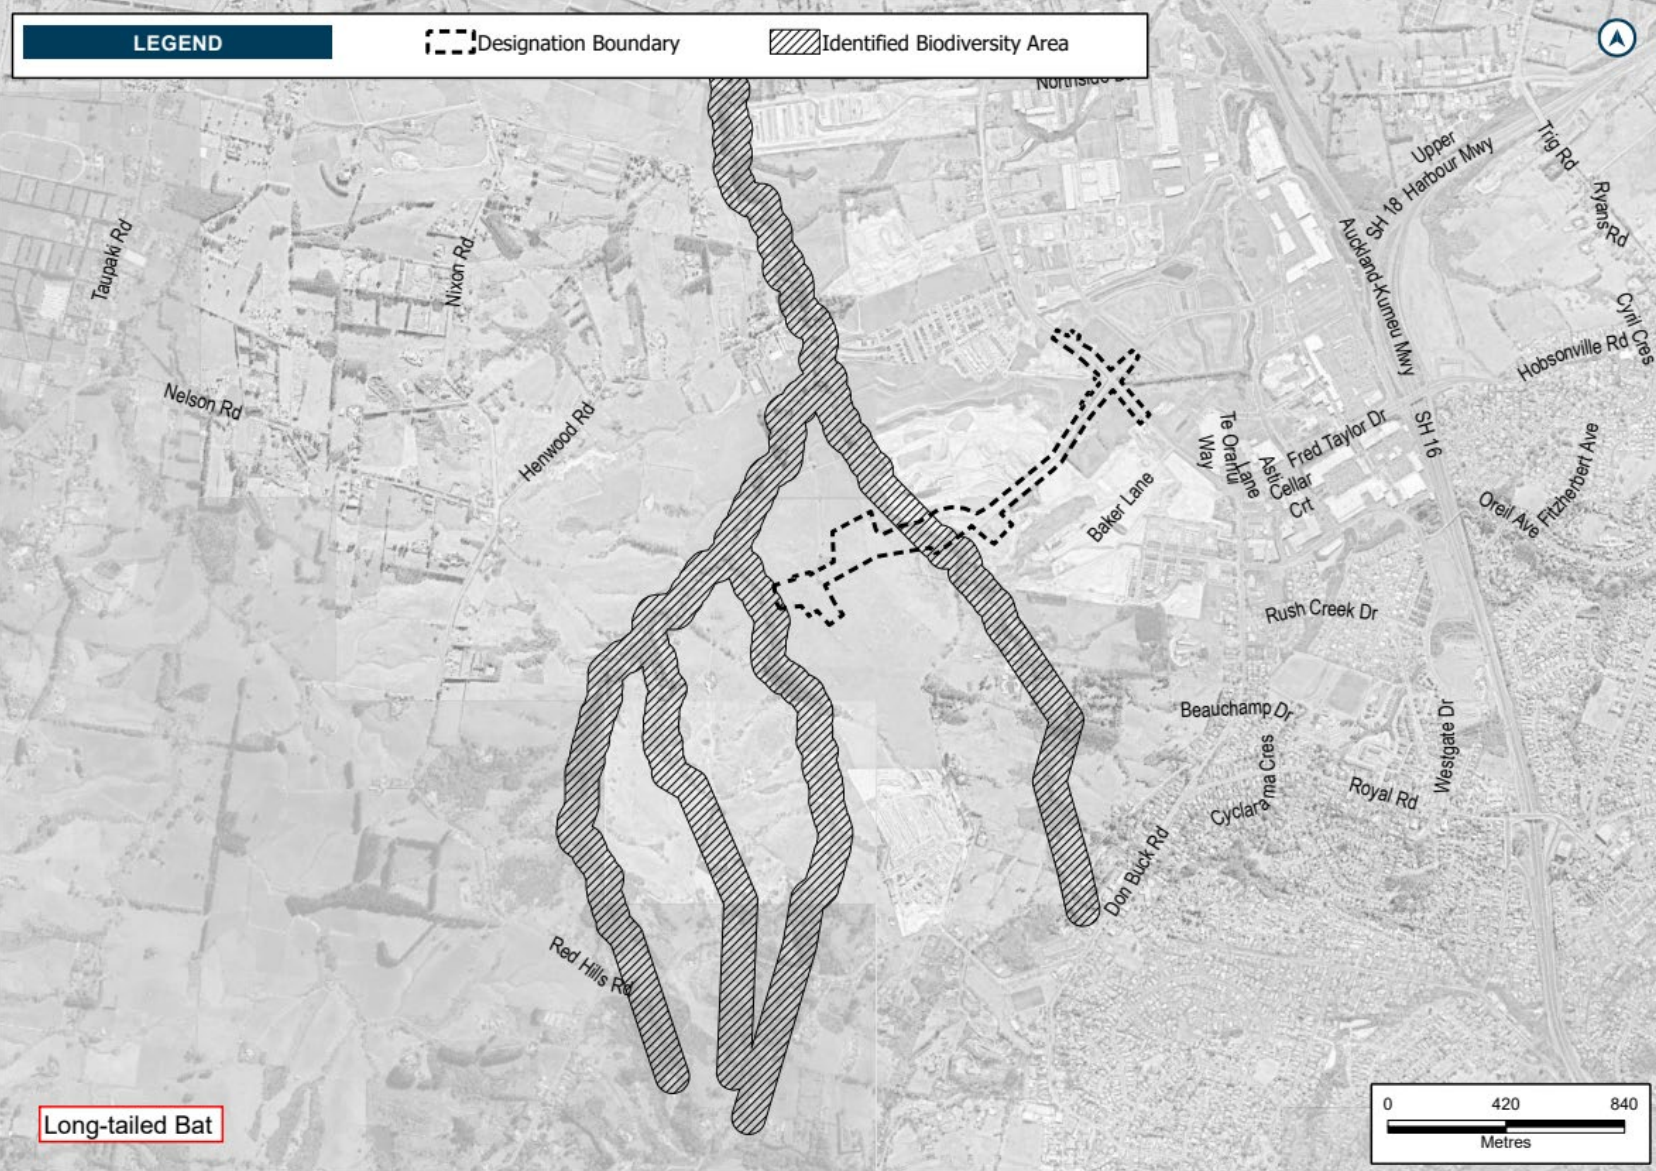 LEGEND
Designation Boundary
Identified Biodiversity Area
Northside
Upper
Harbour Mwy
SH 18
Trig Rd
Ryans Rd
Taupaki Rd
Nixon Rd
Auckland-Kumeu Mwy
Cyril Cres
Hobsonville Rd
Nelson Rd
Henwood Rd
Te Oranui
Way
Lane
Asti
Fred Taylor Dr
SH 16
Cellar
Crt
Baker Lane
Oreil Ave
Fitzherbert Ave
Rush Creek Dr
Beauchamp Dr
Westgate Dr
Cyclarama Cres
Royal Rd
Don Buck Rd
Red Hills Rd
Long-tailed Bat
0 420 840
Metres